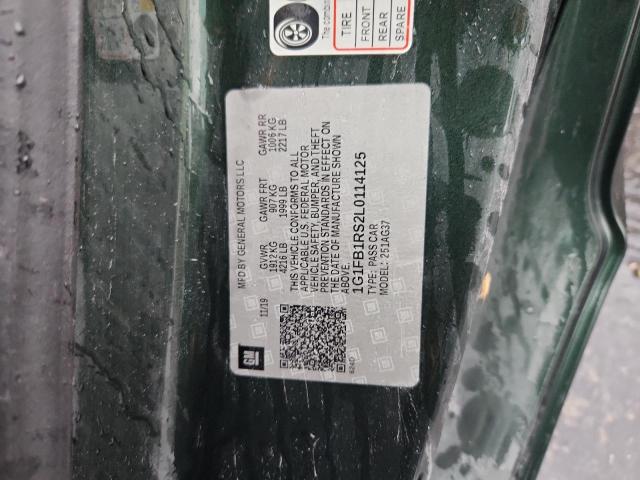 The combin
TIRE
FRONT
REAR
SPARE
GM
MFD BY GENERAL MOTORS LLC
11/19
GVWR GAWR FRT GAWR RR
1912 KG 907 KG 1006 KG
4216 LB 1999 LB 2217 LB
THIS VEHICLE CONFORMS TO ALL
APPLICABLE U.S. FEDERAL MOTOR
VEHICLE SAFETY, BUMPER, AND THEFT
PREVENTION STANDARDS IN EFFECT ON
THE DATE OF MANUFACTURE SHOWN
ABOVE.
1G1FB1RS2L0114125
TYPE: PASS CAR
MODEL: 251AG37
624D